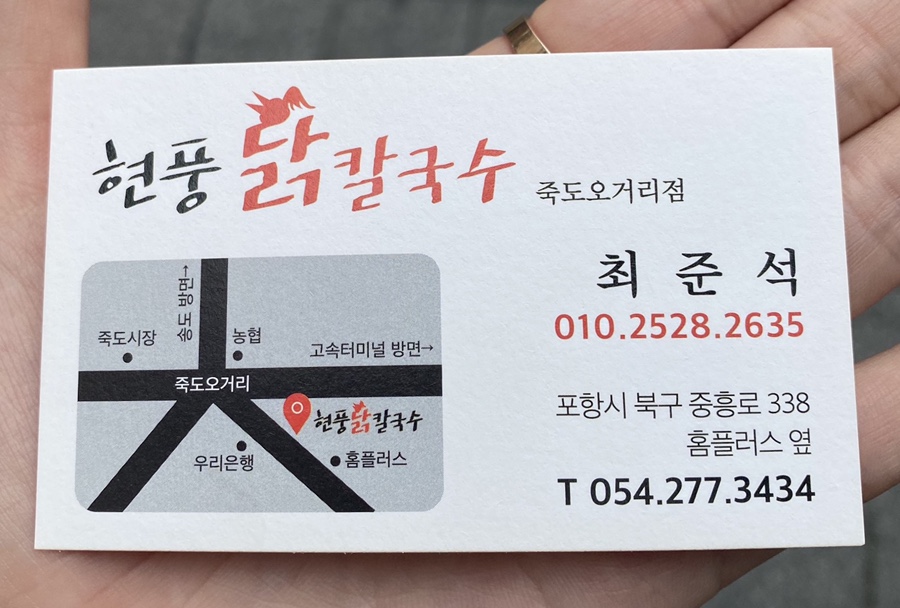 현풍 닭칼국수 죽도오거리점
송도 방면→
죽도시장
농협
고속터미널 방면→
죽도오거리
현풍닭칼국수
우리은행
홈플러스
최 준 석
010.2528.2635
포항시 북구 중흥로 338
홈플러스 옆
T 054.277.3434